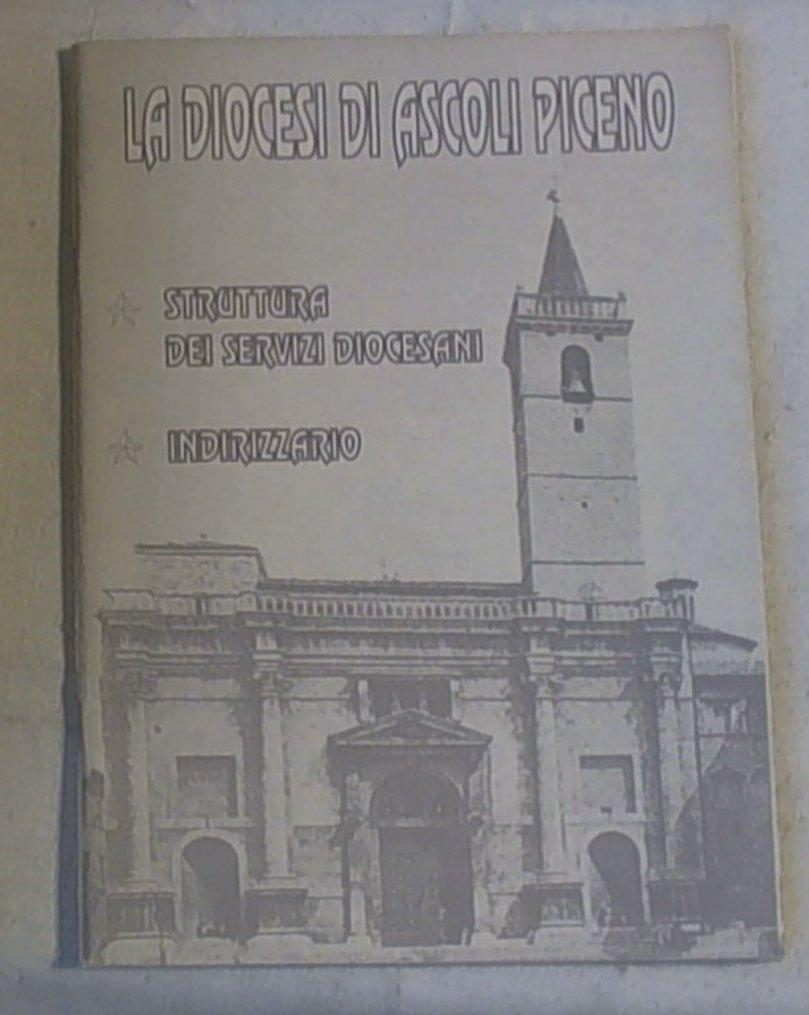 LA DIOCESI DI ASCOLI PICENO
STRUTTURA
DEI SERVIZI DIOCESANI
INDIRIZZARIO